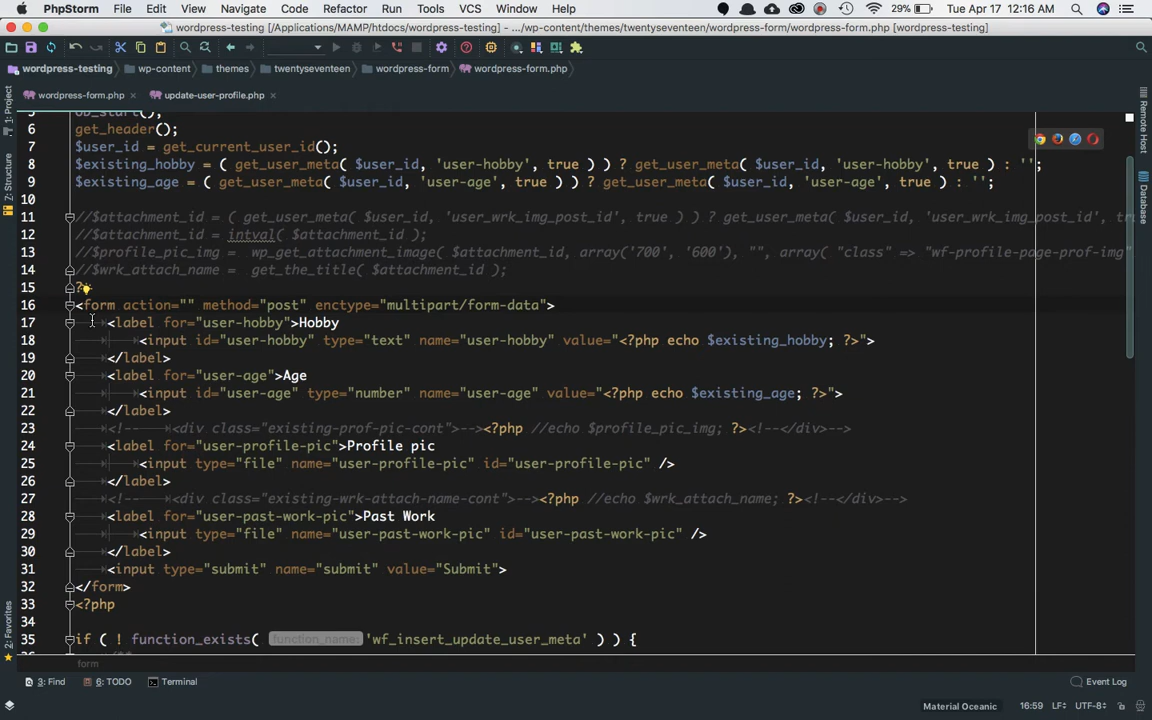 PhpStorm File Edit View Navigate Code Refactor Run Tools VCS Window Help 29% Tue Apr 17 12:16 AM
wordpress-testing [/Applications/MAMP/htdocs/wordpress-testing] - .../wp-content/themes/twentyseventeen/wordpress-form/wordpress-form.php [wordpress-testing]
wordpress-testing wp-content themes twentyseventeen wordpress-form wordpress-form.php
wordpress-form.php update-user-profile.php
1: Project
7: Structure
2: Favorites
Remote Host
Database
5 ob_start();
6 get_header();
7 $user_id = get_current_user_id();
8 $existing_hobby = ( get_user_meta( $user_id, 'user-hobby', true ) ) ? get_user_meta( $user_id, 'user-hobby', true ) : '';
9 $existing_age = ( get_user_meta( $user_id, 'user-age', true ) ) ? get_user_meta( $user_id, 'user-age', true ) : '';
10
11 //$attachment_id = ( get_user_meta( $user_id, 'user_wrk_img_post_id', true ) ) ? get_user_meta( $user_id, 'user_wrk_img_post_id', tr
12 //$attachment_id = intval( $attachment_id );
13 //$profile_pic_img = wp_get_attachment_image( $attachment_id, array('700', '600'), "", array( "class" => "wf-profile-page-prof-img"
14 //$wrk_attach_name = get_the_title( $attachment_id );
15 ?>
16 <form action="" method="post" enctype="multipart/form-data">
17 <label for="user-hobby">Hobby
18 <input id="user-hobby" type="text" name="user-hobby" value="<?php echo $existing_hobby; ?>">
19 </label>
20 <label for="user-age">Age
21 <input id="user-age" type="number" name="user-age" value="<?php echo $existing_age; ?>">
22 </label>
23 <!-- <div class="existing-prof-pic-cont">--><?php //echo $profile_pic_img; ?><!--</div>-->
24 <label for="user-profile-pic">Profile pic
25 <input type="file" name="user-profile-pic" id="user-profile-pic" />
26 </label>
27 <!-- <div class="existing-wrk-attach-name-cont">--><?php //echo $wrk_attach_name; ?><!--</div>-->
28 <label for="user-past-work-pic">Past Work
29 <input type="file" name="user-past-work-pic" id="user-past-work-pic" />
30 </label>
31 <input type="submit" name="submit" value="Submit">
32 </form>
33 <?php
34
35 if ( ! function_exists( function_name: 'wf_insert_update_user_meta' ) ) {
36 /**
form
3: Find 6: TODO Terminal Event Log
Material Oceanic 16:59 LF÷ UTF-8÷